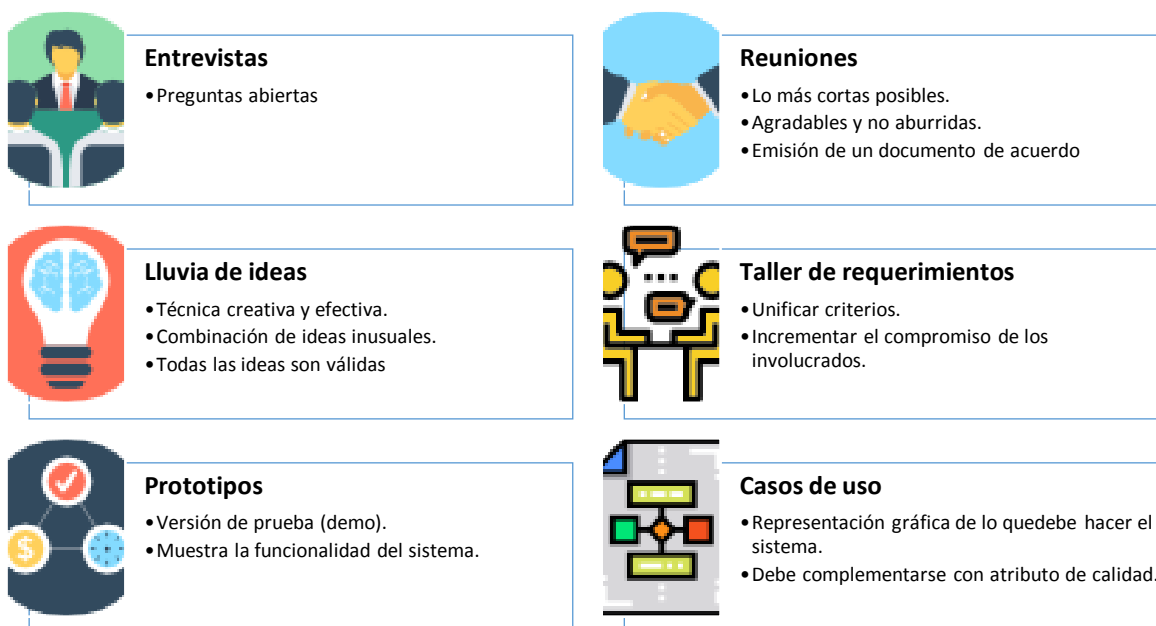 Entrevistas
•Preguntas abiertas
Reuniones
•Lo más cortas posibles.
•Agradables y no aburridas.
•Emisión de un documento de acuerdo
Lluvia de ideas
•Técnica creativa y efectiva.
•Combinación de ideas inusuales.
•Todas las ideas son válidas
Taller de requerimientos
•Unificar criterios.
•Incrementar el compromiso de los
involucrados.
Prototipos
•Versión de prueba (demo).
•Muestra la funcionalidad del sistema.
$
Casos de uso
•Representación gráfica de lo quedebe hacer el
sistema.
•Debe complementarse con atributo de calidad.